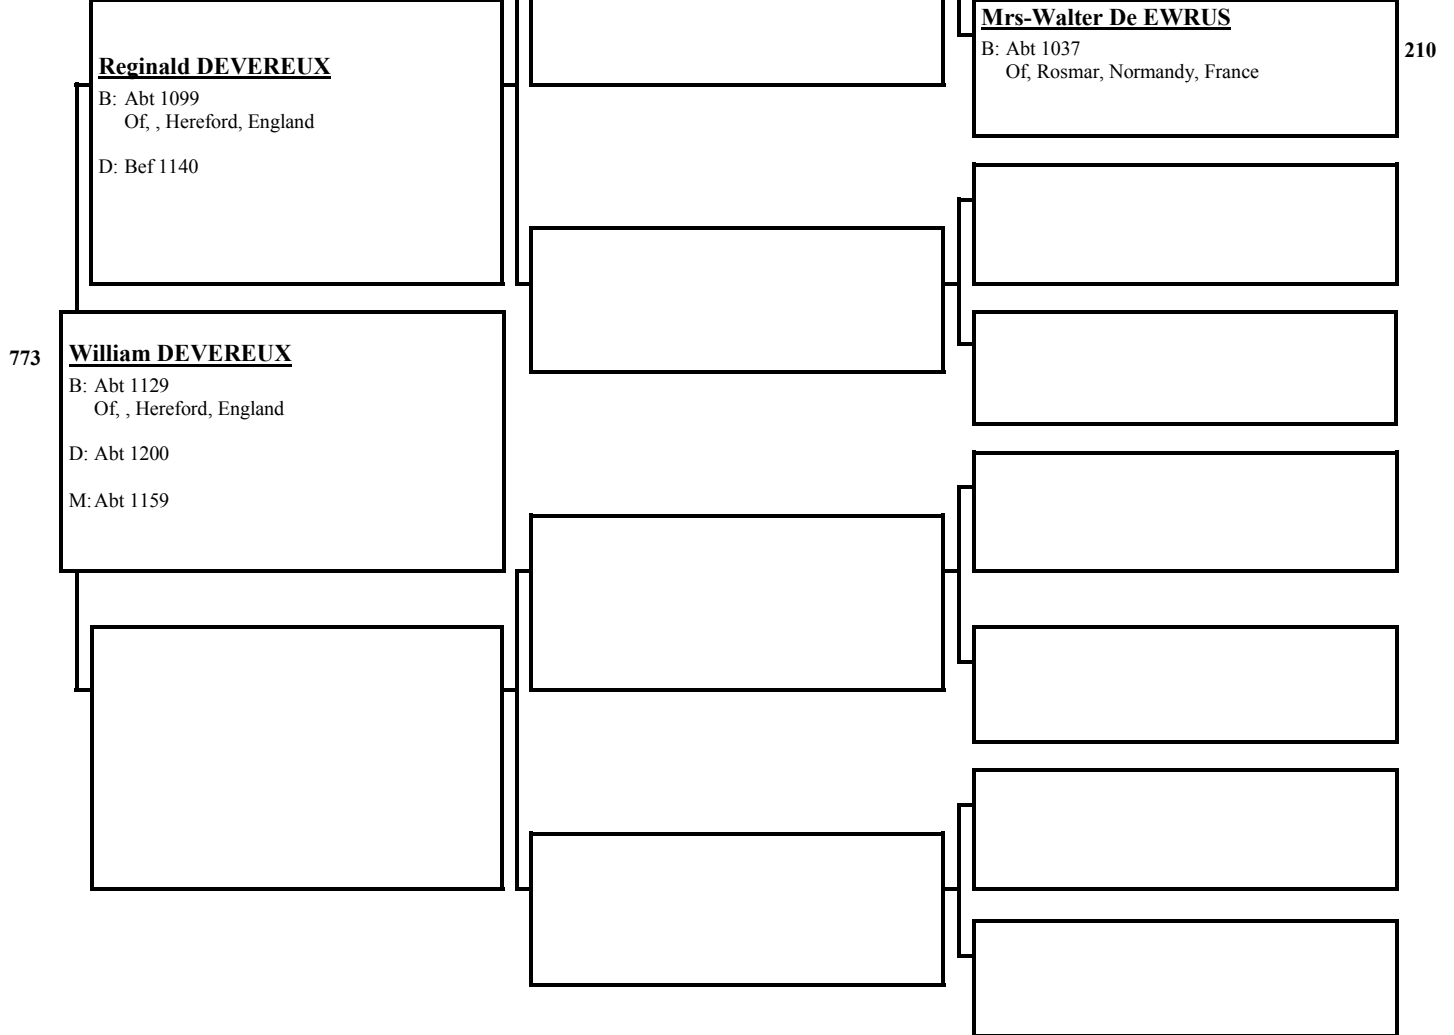 Mrs-Walter De EWRUS
B: Abt 1037
Of, Rosmar, Normandy, France
210
Reginald DEVEREUX
B: Abt 1099
Of, , Hereford, England
D: Bef 1140
773
William DEVEREUX
B: Abt 1129
Of, , Hereford, England
D: Abt 1200
M: Abt 1159